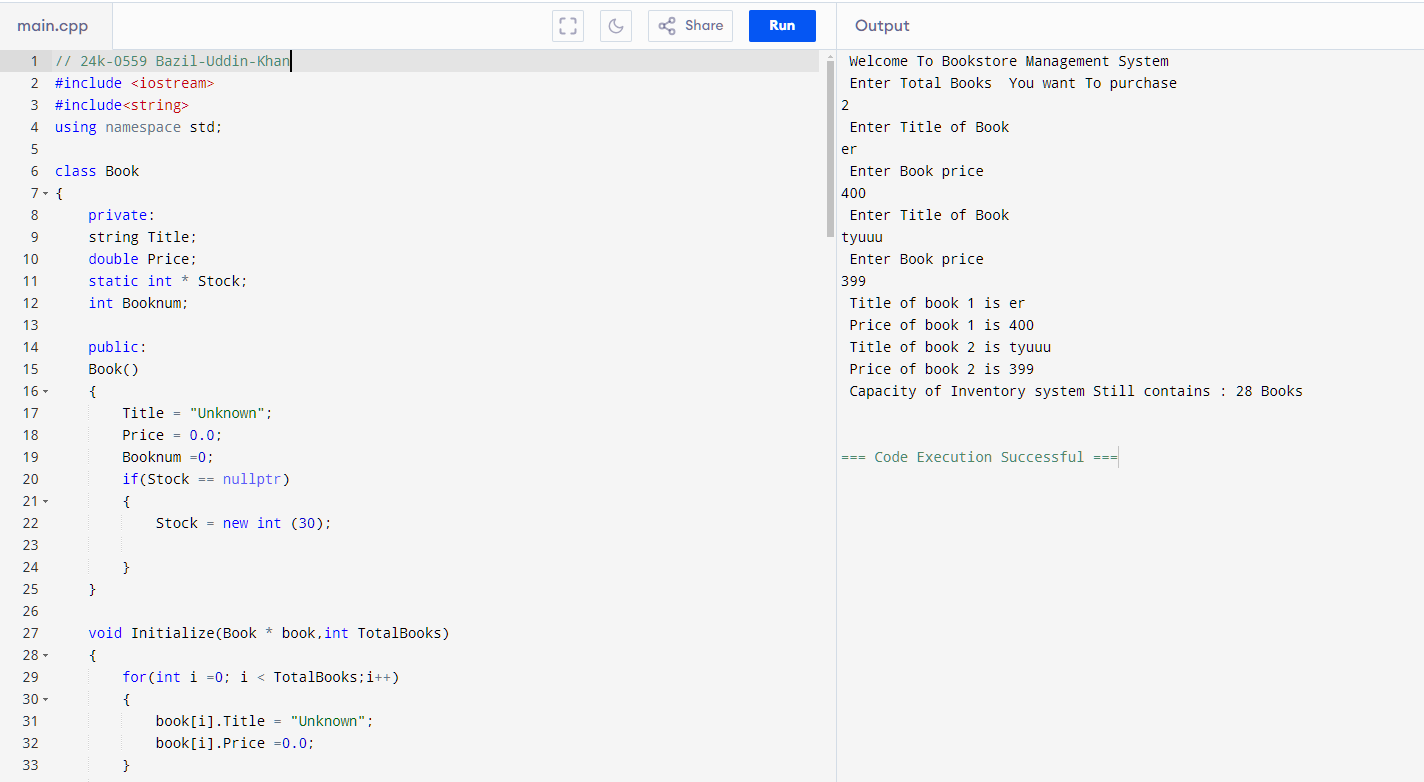 main.cpp
Share
Run
Output
1 // 24k-0559 Bazil-Uddin-Khan
2 #include <iostream>
3 #include<string>
4 using namespace std;
5
6 class Book
7 {
8     private:
9     string Title;
10     double Price;
11     static int * Stock;
12     int Booknum;
13
14     public:
15     Book()
16     {
17         Title = "Unknown";
18         Price = 0.0;
19         Booknum =0;
20         if(Stock == nullptr)
21         {
22             Stock = new int (30);
23
24         }
25     }
26
27     void Initialize(Book * book,int TotalBooks)
28     {
29         for(int i =0; i < TotalBooks;i++)
30         {
31             book[i].Title = "Unknown";
32             book[i].Price =0.0;
33         }
Welcome To Bookstore Management System
Enter Total Books  You want To purchase
2
Enter Title of Book
er
Enter Book price
400
Enter Title of Book
tyuuu
Enter Book price
399
Title of book 1 is er
Price of book 1 is 400
Title of book 2 is tyuuu
Price of book 2 is 399
Capacity of Inventory system Still contains : 28 Books
=== Code Execution Successful ===